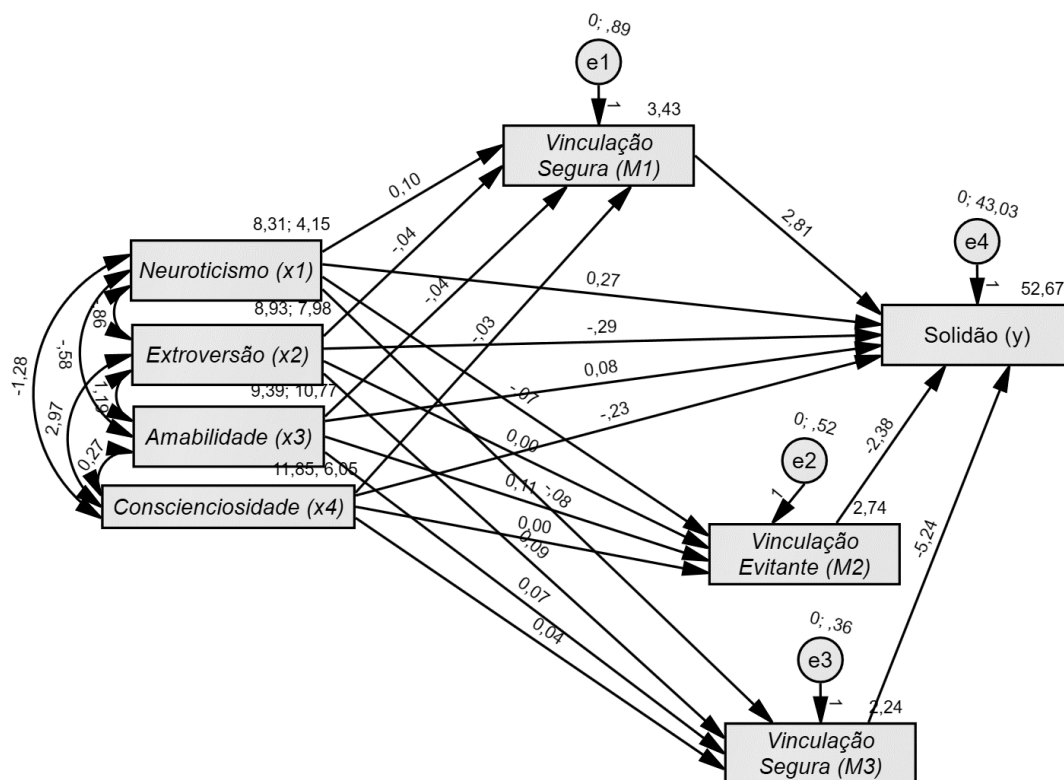 0; ,89
e1
1
3,43
Vinculação
Segura (M1)
0,10
-,04
-,04
-,03
2,81
8,31; 4,15
Neuroticismo (x1)
0,27
0; 43,03
e4
1
52,67
Solidão (y)
-,86
8,93; 7,98
Extroversão (x2)
-,29
-,58
-1,28
1,19
9,39; 10,77
Amabilidade (x3)
0,08
-,07
2,97
-,23
0,00
0,27
11,85; 6,05
Conscienciosidade (x4)
0,11
-,08
0,00
0,09
0; ,52
e2
1
-2,38
2,74
Vinculação
Evitante (M2)
-5,24
0,07
0,04
0; ,36
e3
1
2,24
Vinculação
Segura (M3)